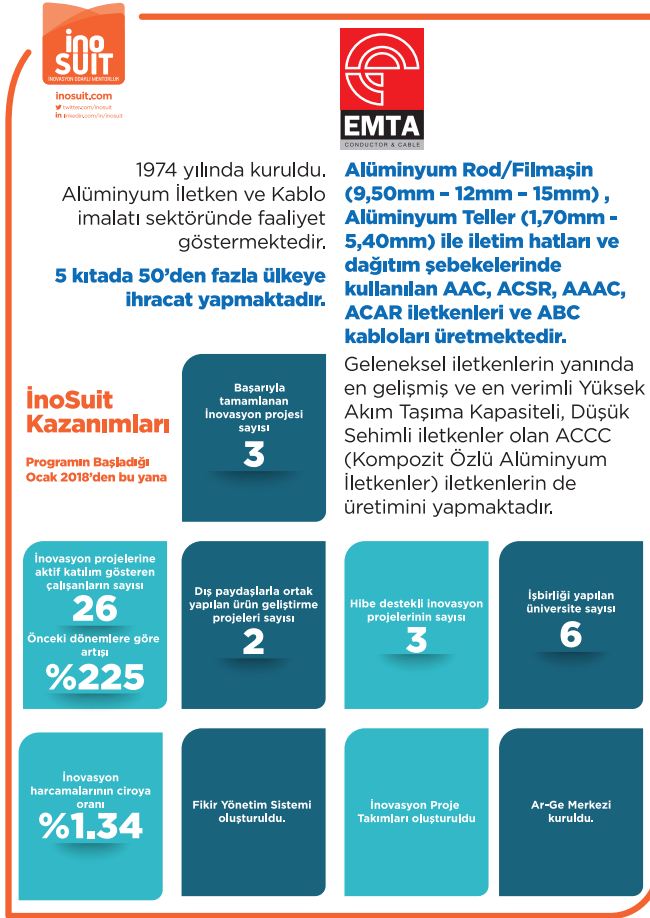 ino
SUIT
İNOVASYON ODAKLI MENTORLUK
inosuit.com
twitter.com/inosuit
linkedin.com/in/inosuit
EMTA
CONDUCTOR & CABLE
1974 yılında kuruldu.
Alüminyum İletken ve Kablo
imalatı sektöründe faaliyet
göstermektedir.
5 kıtada 50’den fazla ülkeye
ihracat yapmaktadır.
Alüminyum Rod/Filmaşin
(9,50mm – 12mm – 15mm) ,
Alüminyum Teller (1,70mm -
5,40mm) ile iletim hatları ve
dağıtım şebekelerinde
kullanılan AAC, ACSR, AAAC,
ACAR iletkenleri ve ABC
kabloları üretmektedir.
Geleneksel iletkenlerin yanında
en gelişmiş ve en verimli Yüksek
Akım Taşıma Kapasiteli, Düşük
Sehimli iletkenler olan ACCC
(Kompozit Özlü Alüminyum
İletkenler) iletkenlerin de
üretimini yapmaktadır.
İnoSuit
Kazanımları
Programın Başladığı
Ocak 2018’den bu yana
Başarıyla
tamamlanan
İnovasyon projesi
sayısı
3
İnovasyon projelerine
aktif katılım gösteren
çalışanların sayısı
26
Önceki dönemlere göre
artışı
%225
Dış paydaşlarla ortak
yapılan ürün geliştirme
projeleri sayısı
2
Hibe destekli inovasyon
projelerinin sayısı
3
İşbirliği yapılan
üniversite sayısı
6
İnovasyon
harcamalarının ciroya
oranı
%1.34
Fikir Yönetim Sistemi
oluşturuldu.
İnovasyon Proje
Takımları oluşturuldu
Ar-Ge Merkezi
kuruldu.